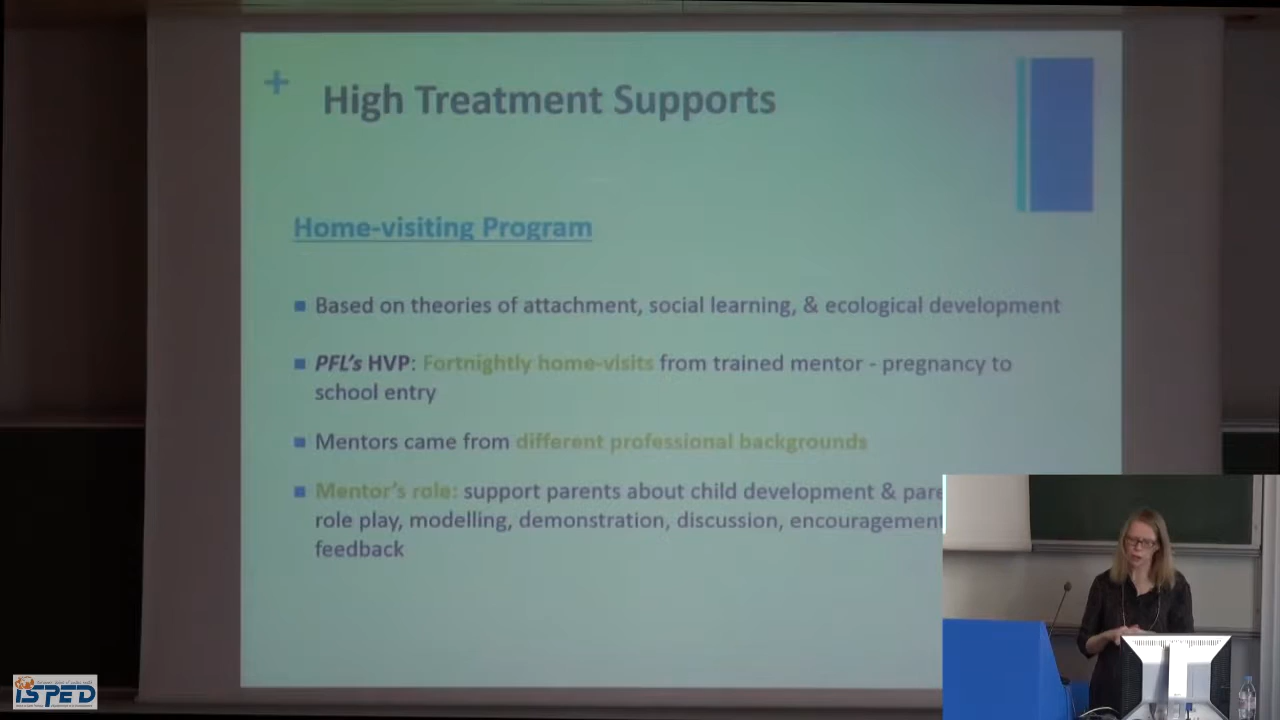 +
High Treatment Supports
Home-visiting Program
Based on theories of attachment, social learning, & ecological development
PFL's HVP: Fortnightly home-visits from trained mentor - pregnancy to
school entry
Mentors came from different professional backgrounds
Mentor's role: support parents about child development &
role play, modelling, demonstration, discussion, encouragement
feedback
ISPED